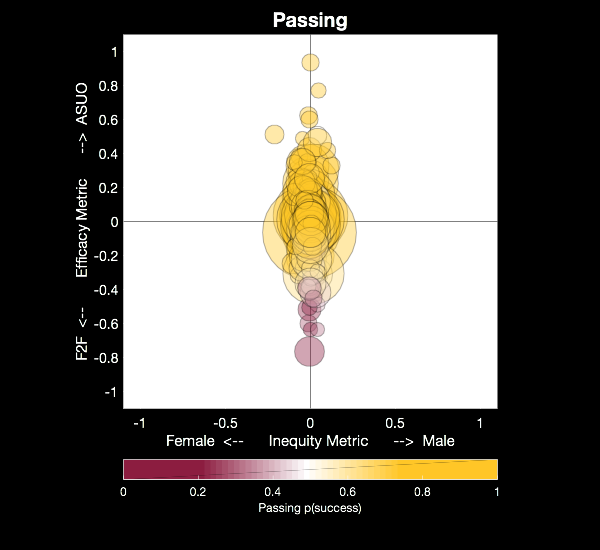 Passing
1
0.8
0.6
0.4
0.2
0
-0.2
-0.4
-0.6
-0.8
-1
F2F <-- Efficacy Metric --> ASUO
-1 -0.5 0 0.5 1
Female <-- Inequity Metric --> Male
0 0.2 0.4 0.6 0.8 1
Passing p(success)